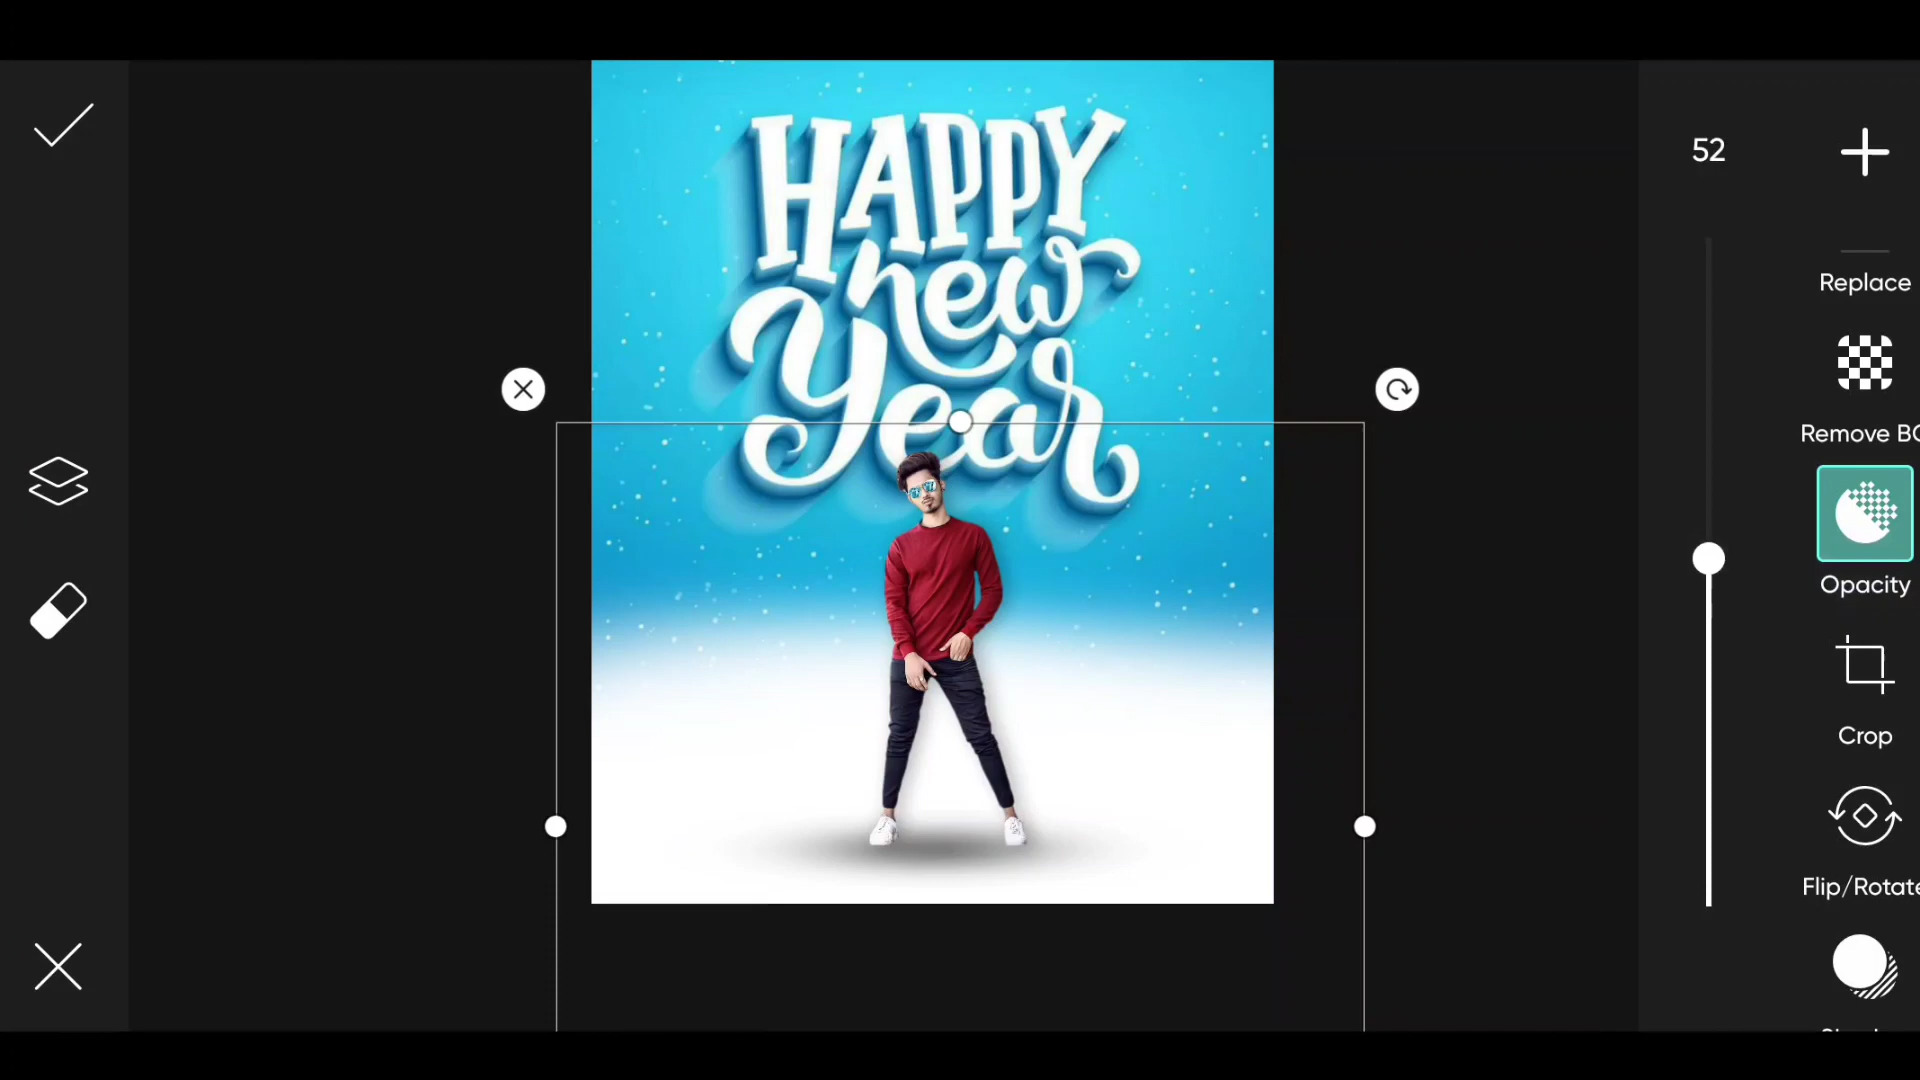 HAPPY
new
Year
52
Replace
Remove BG
Opacity
Crop
Flip/Rotate